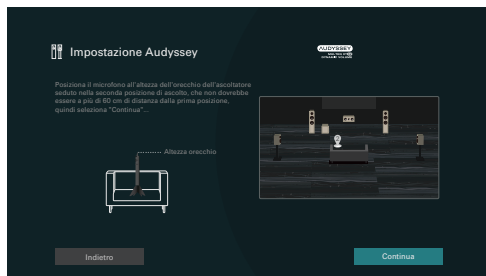 Impostazione Audyssey
AUDYSSEY
Posiziona il microfono all'altezza dell'orecchio dell'ascoltatore
seduto nella seconda posizione di ascolto, che non dovrebbe
essere a più di 60 cm di distanza dalla prima posizione,
quindi seleziona "Continua"...
Altezza orecchio
Indietro
Continua